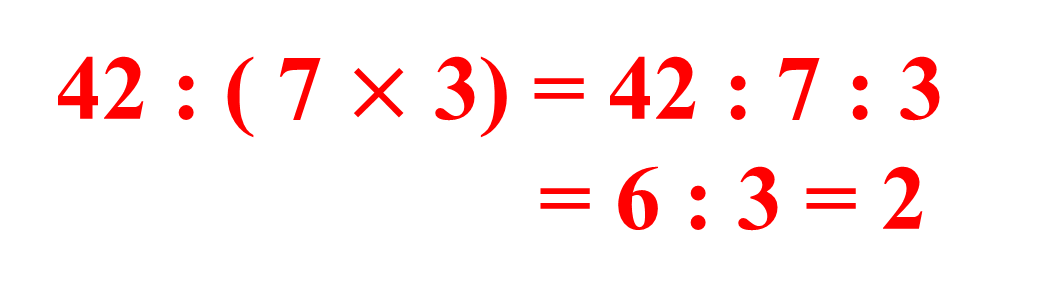 42 : ( 7 × 3) = 42 : 7 : 3
= 6 : 3 = 2